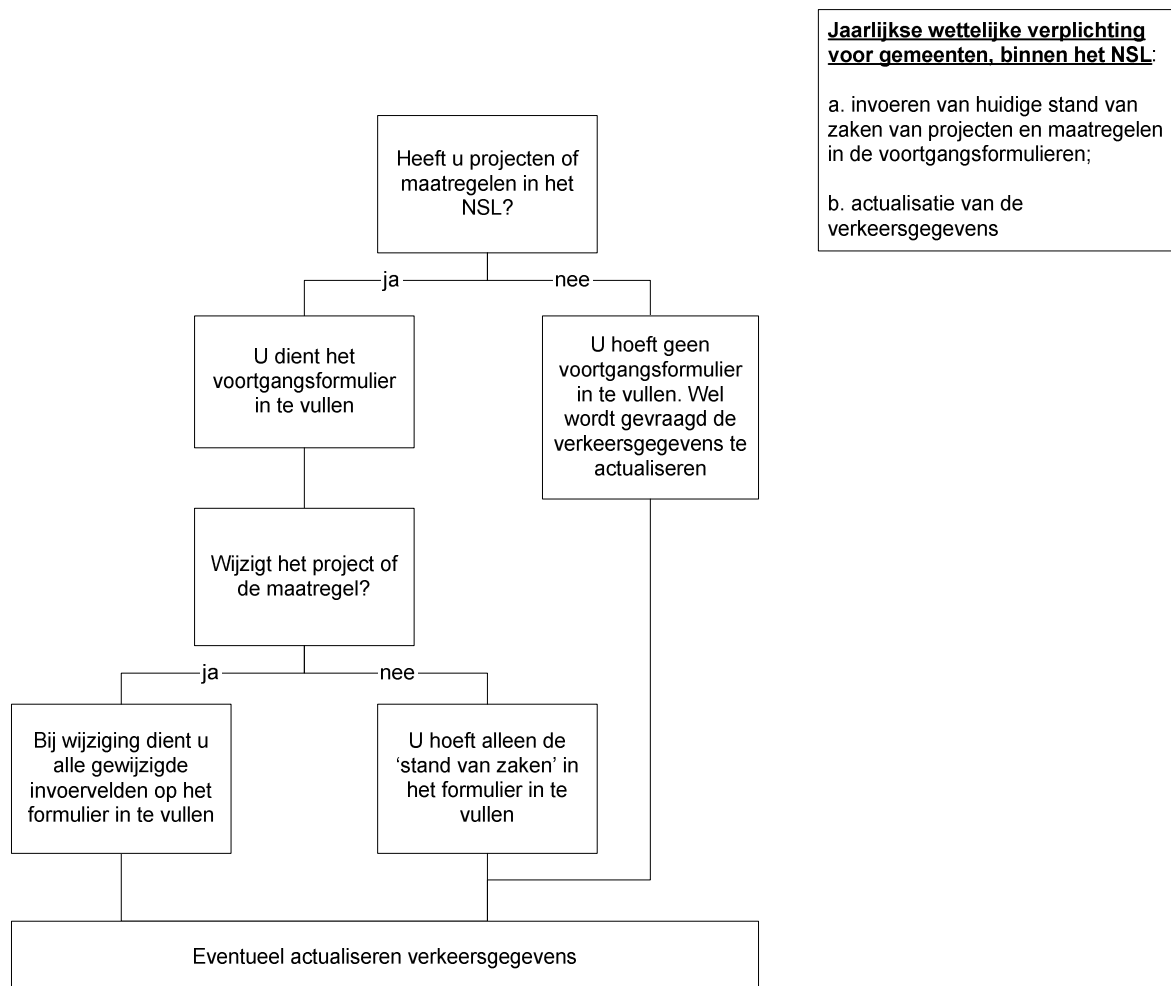 Jaarlijkse wettelijke verplichting
voor gemeenten, binnen het NSL:
a. invoeren van huidige stand van
zaken van projecten en maatregelen
in de voortgangsformulieren;
b. actualisatie van de
verkeersgegevens
Heeft u projecten of
maatregelen in het
NSL?
ja
nee
U dient het
voortgangsformulier
in te vullen
U hoeft geen
voortgangsformulier
in te vullen. Wel
wordt gevraagd de
verkeersgegevens te
actualiseren
Wijzigt het project of
de maatregel?
ja
nee
Bij wijziging dient u
alle gewijzigde
invoervelden op het
formulier in te vullen
U hoeft alleen de
‘stand van zaken’ in
het formulier in te
vullen
Eventueel actualiseren verkeersgegevens